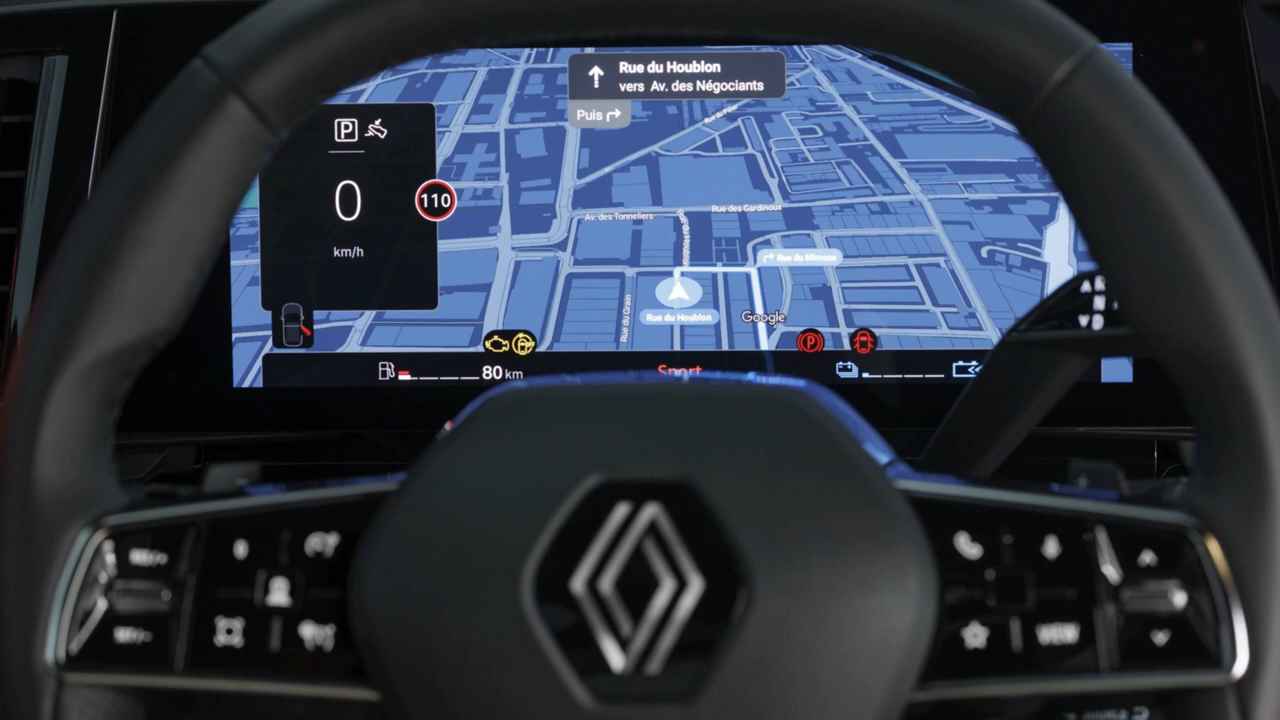 Rue du Houblon
vers Av. des Négociants
Puis
P
0
km/h
110
Av. des Tonneliers
Rue des Gardinoux
Rue du Mimosa
Rue du Houblon
Rue du Grain
Google
P
80 km
Sport
R
N
D
VIEW